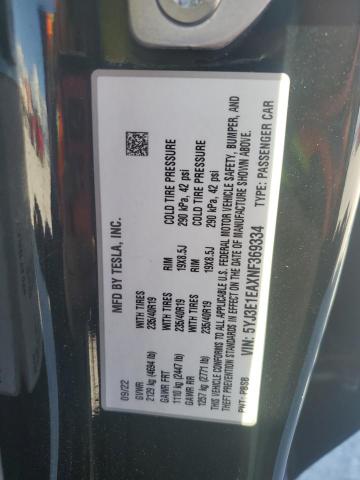 MFD BY TESLA, INC.
09/22
GVWR
2129 kg (4694 lb)
GAWR FRT WITH TIRES RIM COLD TIRE PRESSURE
1110 kg (2447 lb) 235/40R19 19X8.5J 290 kPa, 42 psi
GAWR RR WITH TIRES RIM COLD TIRE PRESSURE
1257 kg (2771 lb) 235/40R19 19X8.5J 290 kPa, 42 psi
THIS VEHICLE CONFORMS TO ALL APPLICABLE U.S. FEDERAL MOTOR VEHICLE SAFETY, BUMPER, AND
THEFT PREVENTION STANDARDS IN EFFECT ON THE DATE OF MANUFACTURE SHOWN ABOVE.
VIN: 5YJ3E1EAXNF369334 TYPE: PASSENGER CAR
PNT: PBSB